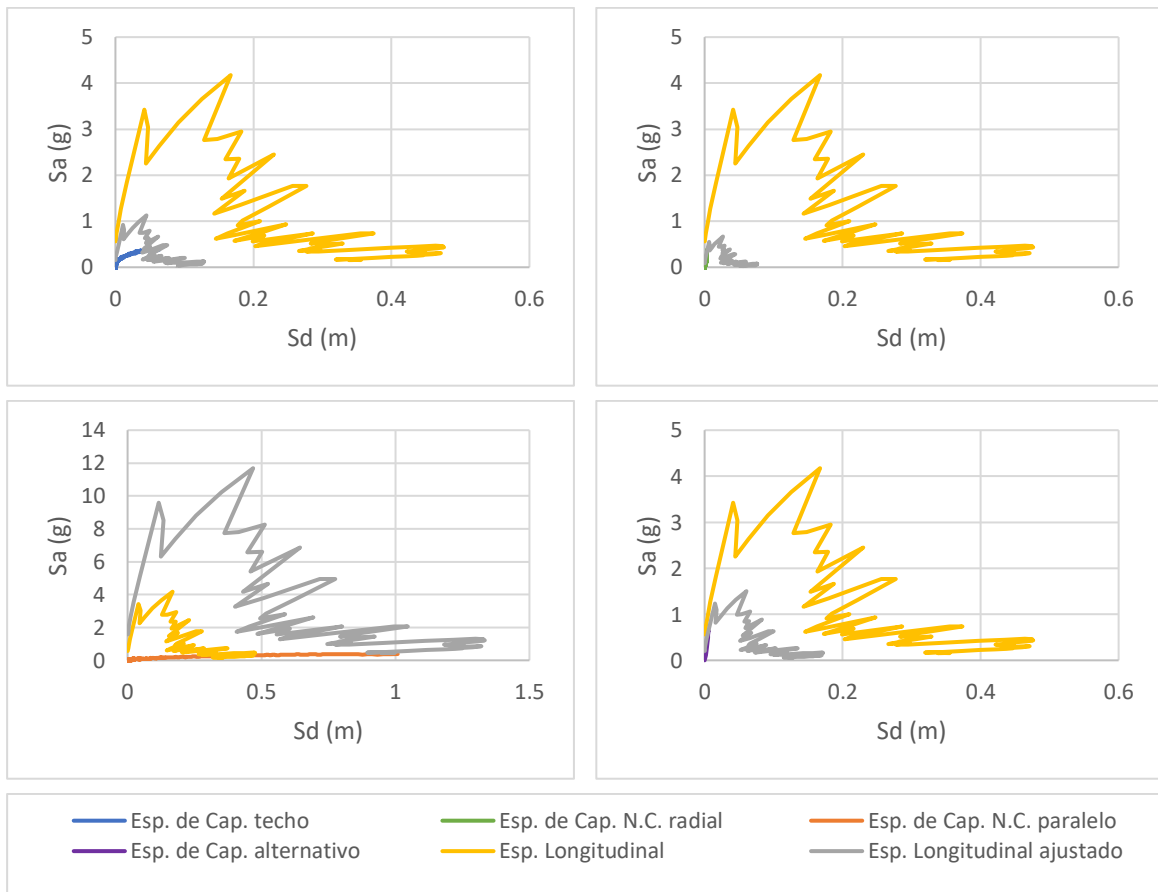 5
4
3
2
1
0
Sa (g)
0 0.2 0.4 0.6
Sd (m)
5
4
3
2
1
0
Sa (g)
0 0.2 0.4 0.6
Sd (m)
14
12
10
8
6
4
2
0
Sa (g)
0 0.5 1 1.5
Sd (m)
5
4
3
2
1
0
Sa (g)
0 0.2 0.4 0.6
Sd (m)
Esp. de Cap. techo Esp. de Cap. N.C. radial Esp. de Cap. N.C. paralelo
Esp. de Cap. alternativo Esp. Longitudinal Esp. Longitudinal ajustado